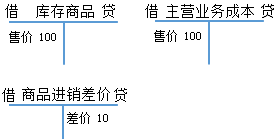 借 库存商品 贷
售价 100
借 主营业务成本 贷
售价 100
借 商品进销差价 贷
差价 10